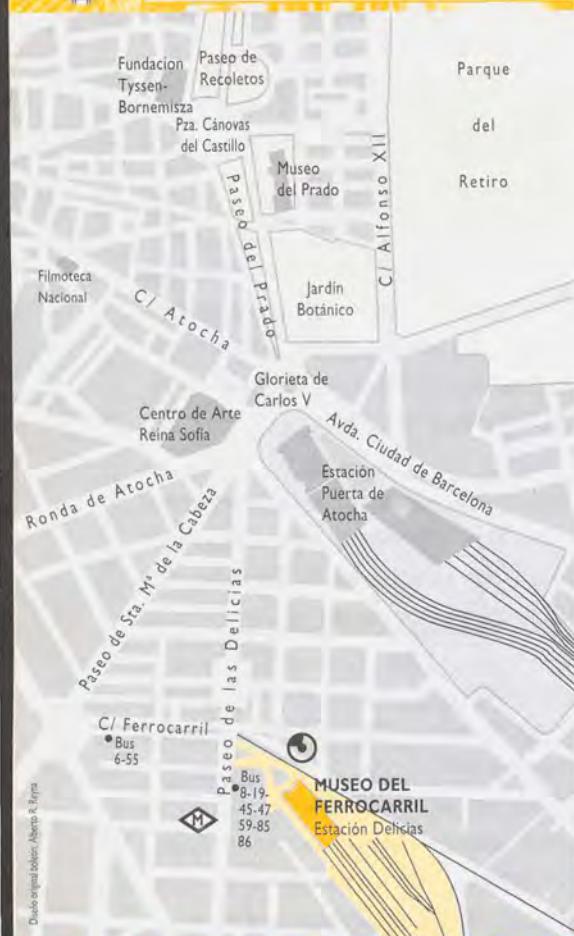 Fundacion
Tyssen-
Bornemisza
Paseo de
Recoletos
Parque
del
Retiro
Pza. Cánovas
del Castillo
Museo
del Prado
C/ Alfonso XII
Paseo del Prado
Filmoteca
Nacional
C/ Atocha
Jardín
Botánico
Glorieta de
Carlos V
Centro de Arte
Reina Sofía
Avda. Ciudad de Barcelona
Estación
Puerta de
Atocha
Ronda de Atocha
Paseo de Sta. Mª de la Cabeza
Paseo de las Delicias
C/ Ferrocarril
Bus
6-55
Bus
8-19-
45-47
59-85
86
M
MUSEO DEL
FERROCARRIL
Estación Delicias
Diseño original boletín: Alberto R. Reyna